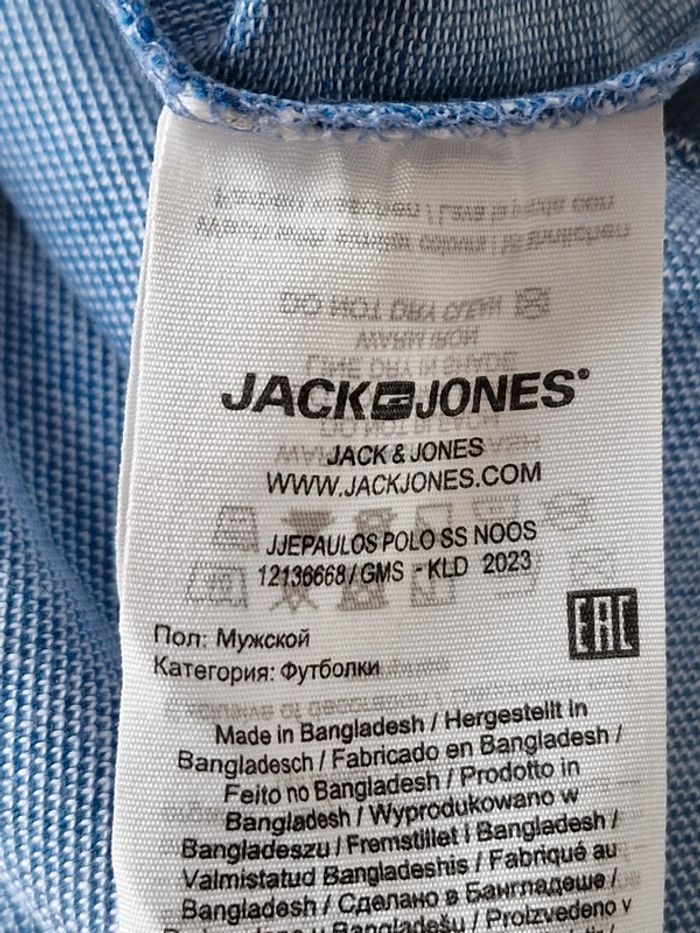 JACK & JONES®
JACK & JONES
WWW.JACKJONES.COM
JJEPAULOS POLO SS NOOS
12136668/GMS - KLD 2023
EAC
Пол: Мужской
Категория: Футболки
Made in Bangladesh / Hergestellt in
Bangladesch / Fabricado en Bangladesh /
Feito no Bangladesh / Prodotto in
Bangladesh / Wyprodukowano w
Bangladeszu / Fremstillet i Bangladesh /
Valmistatud Bangladeshis / Fabriqué au
Bangladesh / Сделано в Бангладеше /
Bangladešu / Proizvedeno v